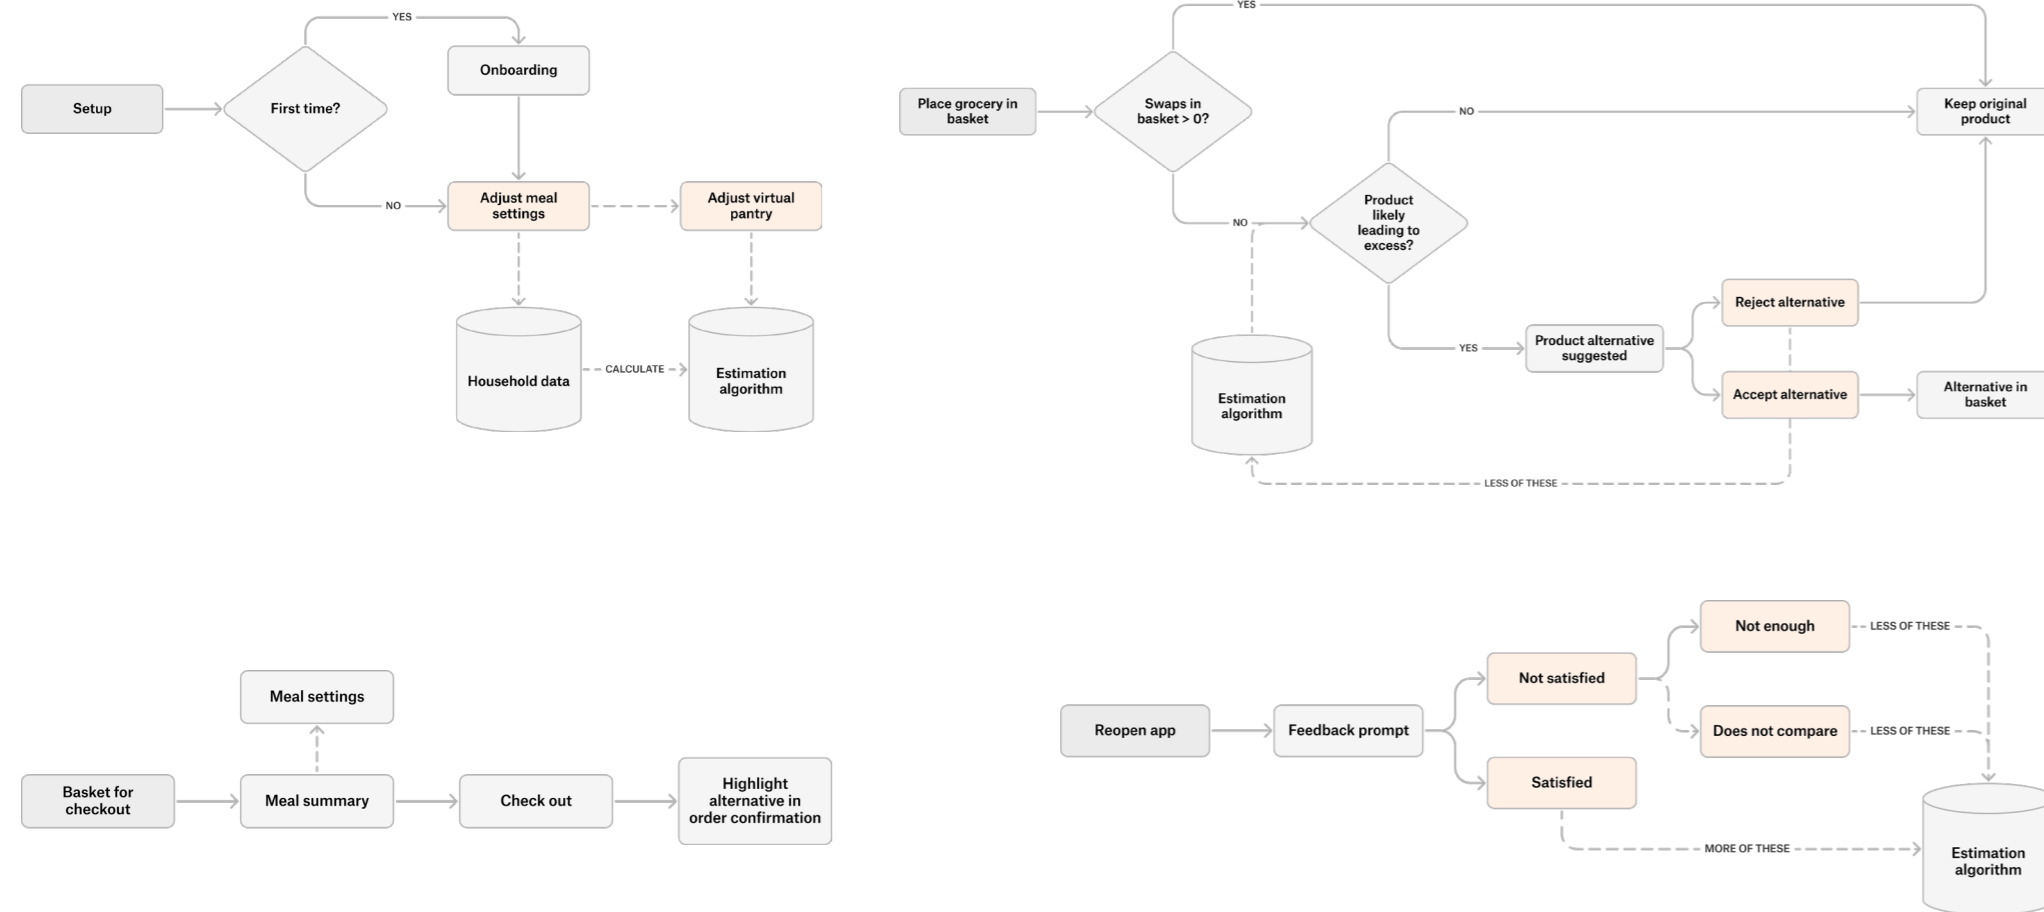 YES
Onboarding
Setup
First time?
NO
Adjust meal
settings
Adjust virtual
pantry
Household data
CALCULATE
Estimation
algorithm
YES
Place grocery in
basket
Swaps in
basket > 0?
NO
Keep original
product
NO
Product
likely
leading to
excess?
YES
Product alternative
suggested
Reject alternative
Accept alternative
Alternative in
basket
Estimation
algorithm
LESS OF THESE
Meal settings
Basket for
checkout
Meal summary
Check out
Highlight
alternative in
order confirmation
Reopen app
Feedback prompt
Not satisfied
Satisfied
Not enough
LESS OF THESE
Does not compare
LESS OF THESE
MORE OF THESE
Estimation
algorithm